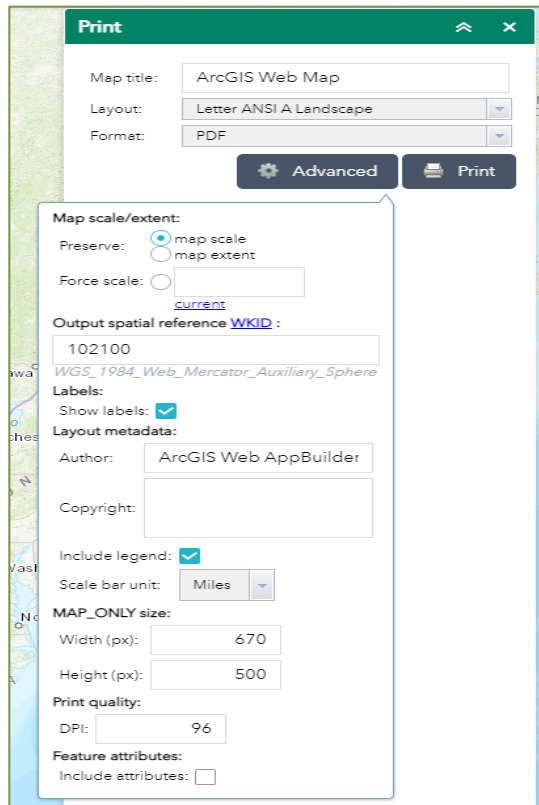 Print
Map title: ArcGIS Web Map
Layout: Letter ANSI A Landscape
Format: PDF
Advanced Print
Map scale/extent:
Preserve: map scale
map extent
Force scale:
current
Output spatial reference WKID :
102100
WGS_1984_Web_Mercator_Auxiliary_Sphere
Labels:
Show labels:
Layout metadata:
Author: ArcGIS Web AppBuilder
Copyright:
Include legend:
Scale bar unit: Miles
MAP_ONLY size:
Width (px): 670
Height (px): 500
Print quality:
DPI: 96
Feature attributes:
Include attributes: